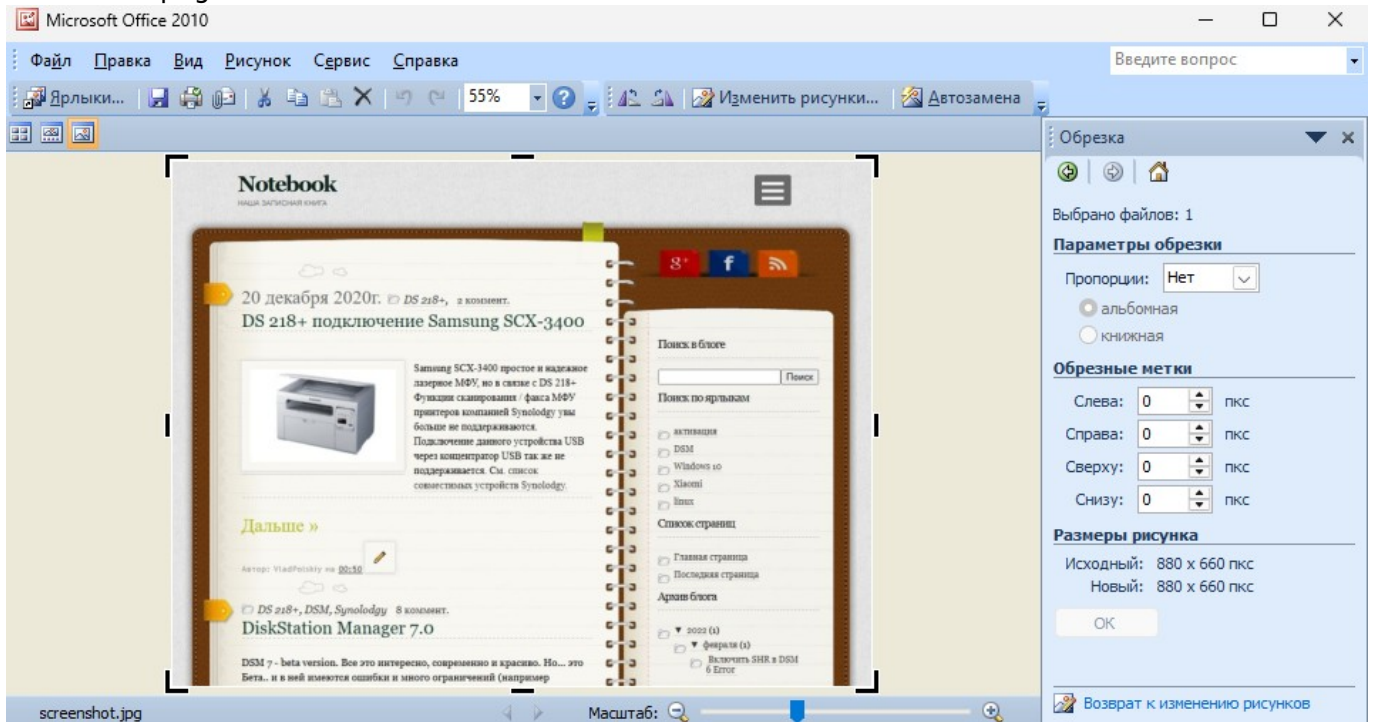 Microsoft Office 2010
Файл Правка Вид Рисунок Сервис Справка
Введите вопрос
Ярлыки... 55% Изменить рисунки... Автозамена
Обрезка
Выбрано файлов: 1
Параметры обрезки
Пропорции: Нет
альбомная
книжная
Обрезные метки
Слева: 0 пкс
Справа: 0 пкс
Сверху: 0 пкс
Снизу: 0 пкс
Размеры рисунка
Исходный: 880 x 660 пкс
Новый: 880 x 660 пкс
ОК
Возврат к изменению рисунков
Notebook
НАША ЗАПИСНАЯ КНИГА
g+ f
20 декабря 2020г. DS 218+, 2 коммент.
DS 218+ подключение Samsung SCX-3400
Samsung SCX-3400 простое и надежное
лазерное МФУ, но в связке с DS 218+
Функции сканирования / факса МФУ
принтеров компанией Synolodgy увы
больше не поддерживаются.
Подключение данного устройства USB
через концентратор USB так же не
поддерживается. См. список
совместимых устройств Synolodgy.
Дальше »
Автор: VladPolskiy на 00:50
DS 218+, DSM, Synolodgy 8 коммент.
DiskStation Manager 7.0
DSM 7 - beta version. Все это интересно, современно и красиво. Но... это
Бета.. и в ней имеются ошибки и много ограничений (например
Поиск в блоге
Поиск
Поиск по ярлыкам
активация
DSM
Windows 10
Xiaomi
linux
Список страниц
Главная страница
Последняя страница
Архив блога
▼ 2022 (1)
▼ февраля (1)
Включить SHR в DSM
6 Error
screenshot.jpg
Масштаб: